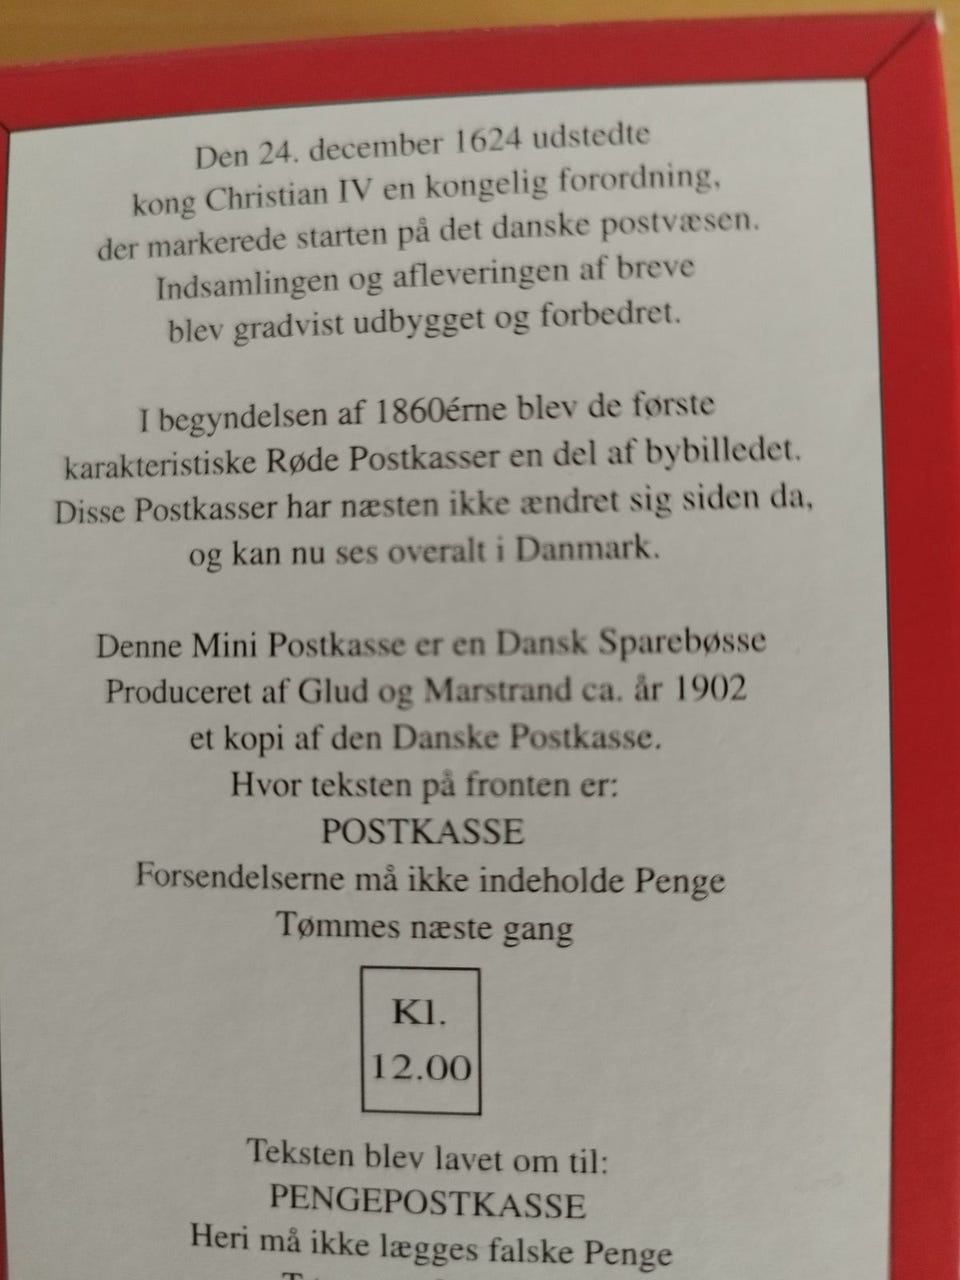 Den 24. december 1624 udstedte
kong Christian IV en kongelig forordning,
der markerede starten på det danske postvæsen.
Indsamlingen og afleveringen af breve
blev gradvist udbygget og forbedret.
I begyndelsen af 1860érne blev de første
karakteristiske Røde Postkasser en del af bybilledet.
Disse Postkasser har næsten ikke ændret sig siden da,
og kan nu ses overalt i Danmark.
Denne Mini Postkasse er en Dansk Sparebøsse
Produceret af Glud og Marstrand ca. år 1902
et kopi af den Danske Postkasse.
Hvor teksten på fronten er:
POSTKASSE
Forsendelserne må ikke indeholde Penge
Tømmes næste gang
Kl.
12.00
Teksten blev lavet om til:
PENGEPOSTKASSE
Heri må ikke lægges falske Penge